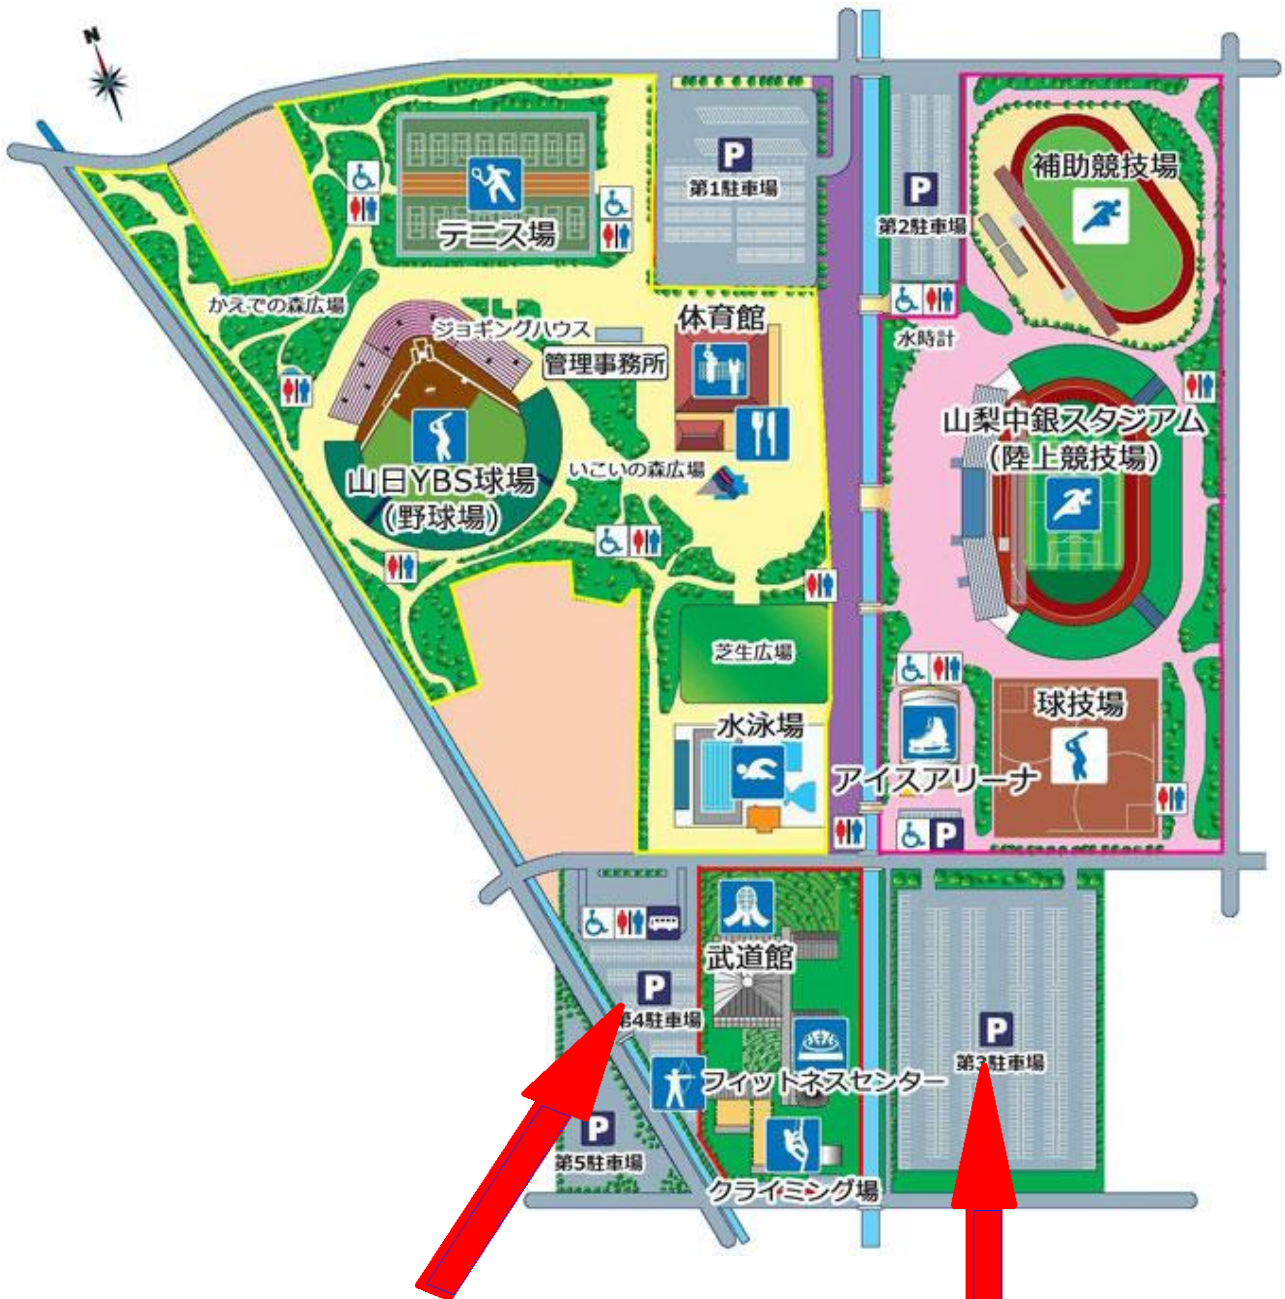 N
P
第1駐車場
P
第2駐車場
補助競技場
テニス場
かえでの森広場
ジョギングハウス
管理事務所
体育館
水時計
山梨中銀スタジアム
(陸上競技場)
山日YBS球場
(野球場)
いこいの森広場
芝生広場
水泳場
球技場
アイスアリーナ
P
武道館
P
第4駐車場
P
第3駐車場
フィットネスセンター
P
第5駐車場
クライミング場